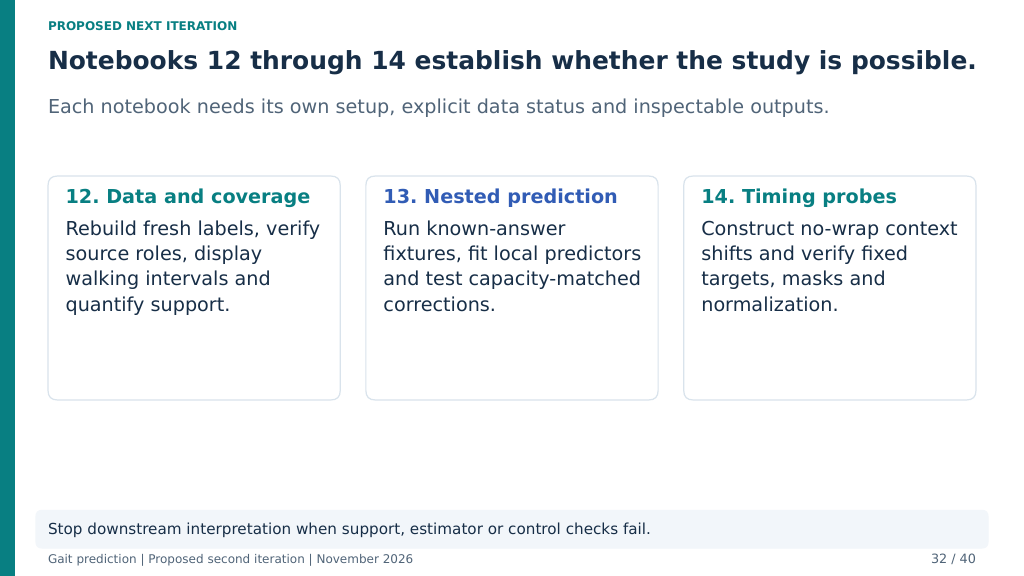 PROPOSED NEXT ITERATION
Notebooks 12 through 14 establish whether the study is possible.
Each notebook needs its own setup, explicit data status and inspectable outputs.
12. Data and coverage
Rebuild fresh labels, verify
source roles, display
walking intervals and
quantify support.
13. Nested prediction
Run known-answer
fixtures, fit local predictors
and test capacity-matched
corrections.
14. Timing probes
Construct no-wrap context
shifts and verify fixed
targets, masks and
normalization.
Stop downstream interpretation when support, estimator or control checks fail.
Gait prediction | Proposed second iteration | November 2026
32 / 40